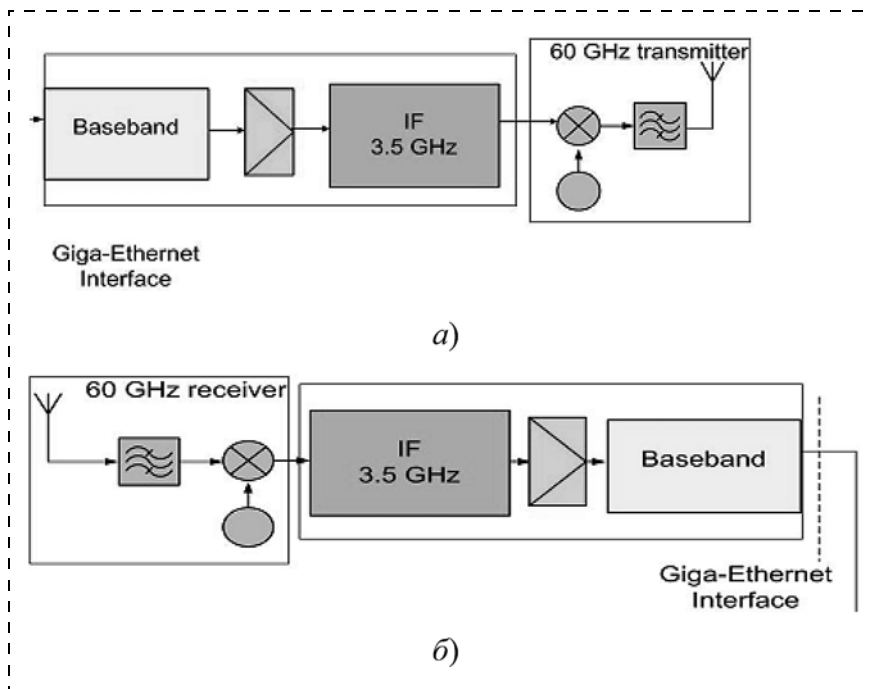 60 GHz transmitter
Baseband
IF
3.5 GHz
Giga-Ethernet
Interface
а)
60 GHz receiver
IF
3.5 GHz
Baseband
Giga-Ethernet
Interface
б)